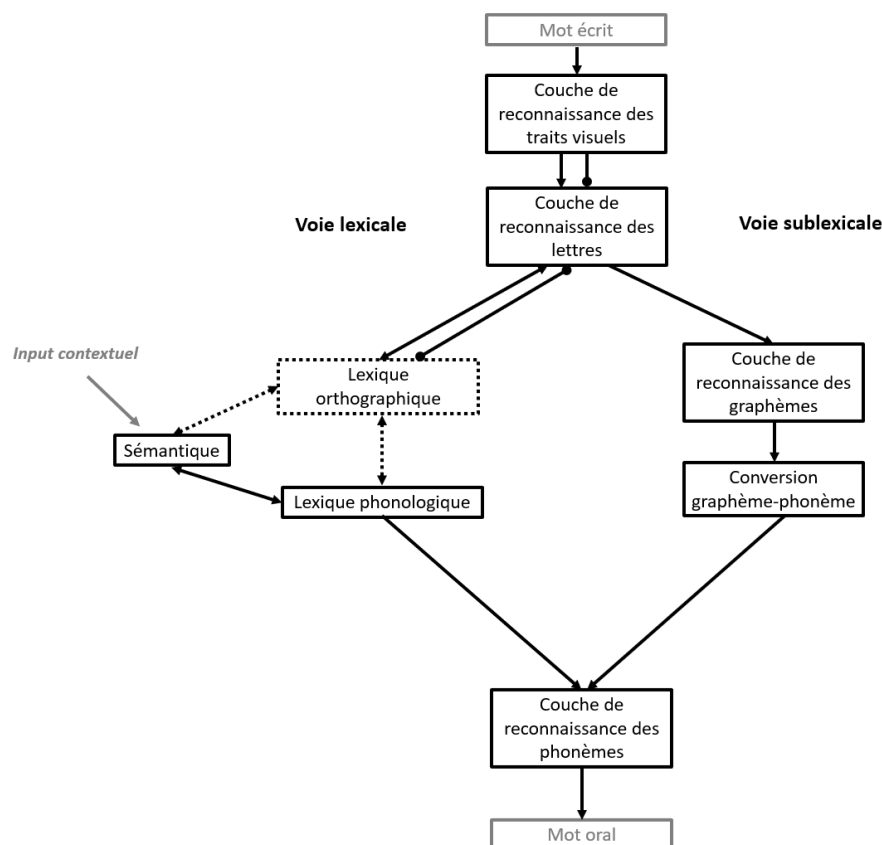 Mot écrit
Couche de
reconnaissance des
traits visuels
Couche de
reconnaissance des
lettres
Voie lexicale
Voie sublexicale
Input contextuel
Lexique
orthographique
Couche de
reconnaissance des
graphèmes
Sémantique
Lexique phonologique
Conversion
graphème-phonème
Couche de
reconnaissance des
phonèmes
Mot oral